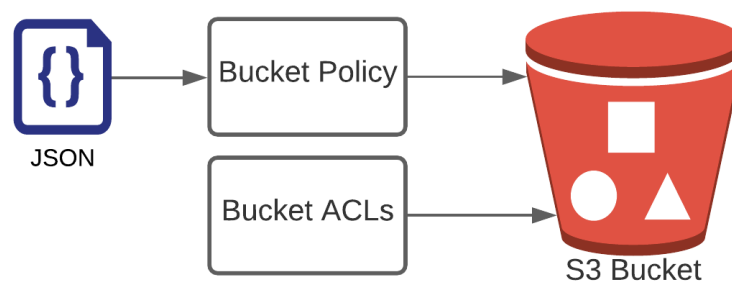 {}
JSON
Bucket Policy
Bucket ACLs
S3 Bucket